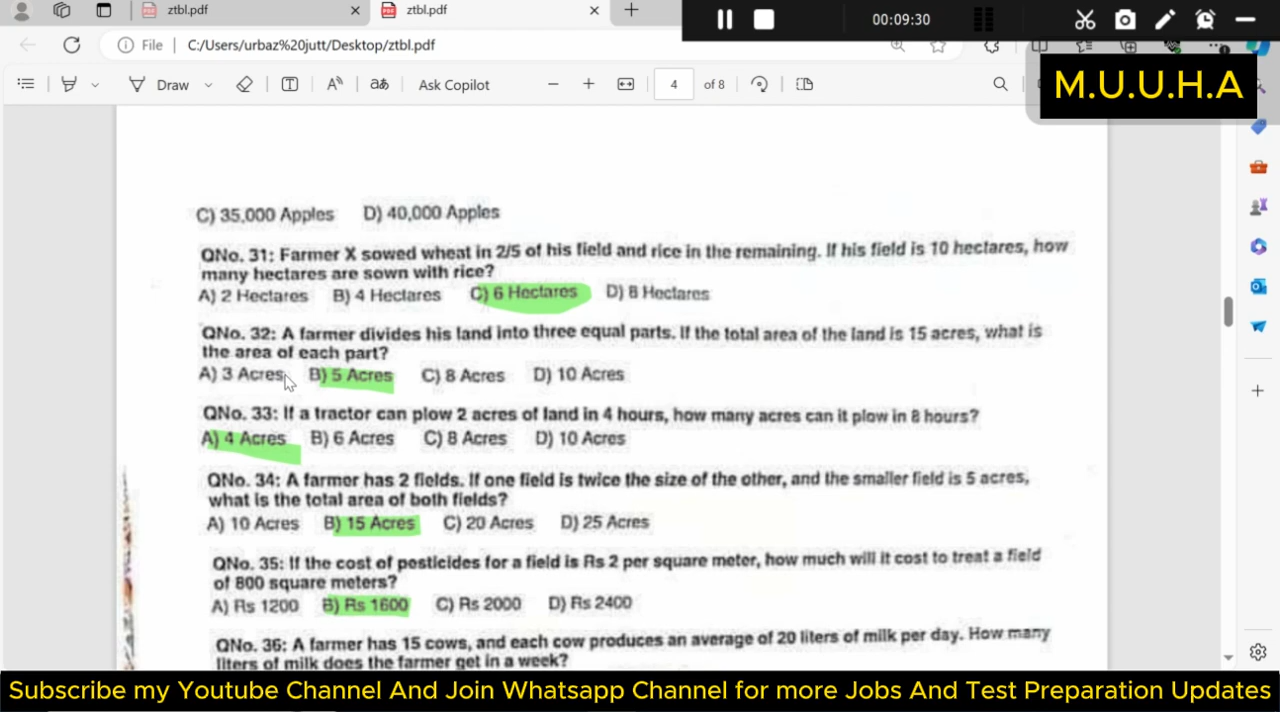 ztbl.pdf
ztbl.pdf
00:09:30
File
C:/Users/urbaz%20jutt/Desktop/ztbl.pdf
Draw
Ask Copilot
4
of 8
M.U.U.H.A
C) 35,000 Apples D) 40,000 Apples
QNo. 31: Farmer X sowed wheat in 2/5 of his field and rice in the remaining. If his field is 10 hectares, how
many hectares are sown with rice?
A) 2 Hectares B) 4 Hectares C) 6 Hectares D) 8 Hectares
QNo. 32: A farmer divides his land into three equal parts. If the total area of the land is 15 acres, what is
the area of each part?
A) 3 Acres B) 5 Acres C) 8 Acres D) 10 Acres
QNo. 33: If a tractor can plow 2 acres of land in 4 hours, how many acres can it plow in 8 hours?
A) 4 Acres B) 6 Acres C) 8 Acres D) 10 Acres
QNo. 34: A farmer has 2 fields. If one field is twice the size of the other, and the smaller field is 5 acres,
what is the total area of both fields?
A) 10 Acres B) 15 Acres C) 20 Acres D) 25 Acres
QNo. 35: If the cost of pesticides for a field is Rs 2 per square meter, how much will it cost to treat a field
of 800 square meters?
A) Rs 1200 B) Rs 1600 C) Rs 2000 D) Rs 2400
QNo. 36: A farmer has 15 cows, and each cow produces an average of 20 liters of milk per day. How many
liters of milk does the farmer get in a week?
Subscribe my Youtube Channel And Join Whatsapp Channel for more Jobs And Test Preparation Updates